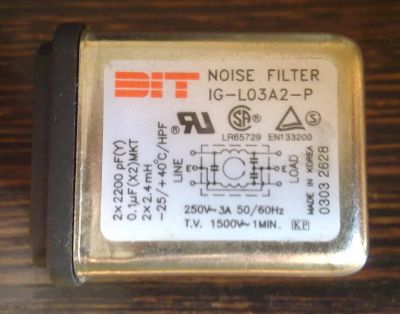 BIT NOISE FILTER
IG-L03A2-P
LR65729 EN133200
2×2200 pF(Y)
0.1µF(X2)MKT
2×2.4mH
-25/+40°C/HPF
LINE
E
LOAD
E
250V~3A 50/60Hz
T.V. 1500V~1MIN. KP
MADE IN KOREA
0303 2628